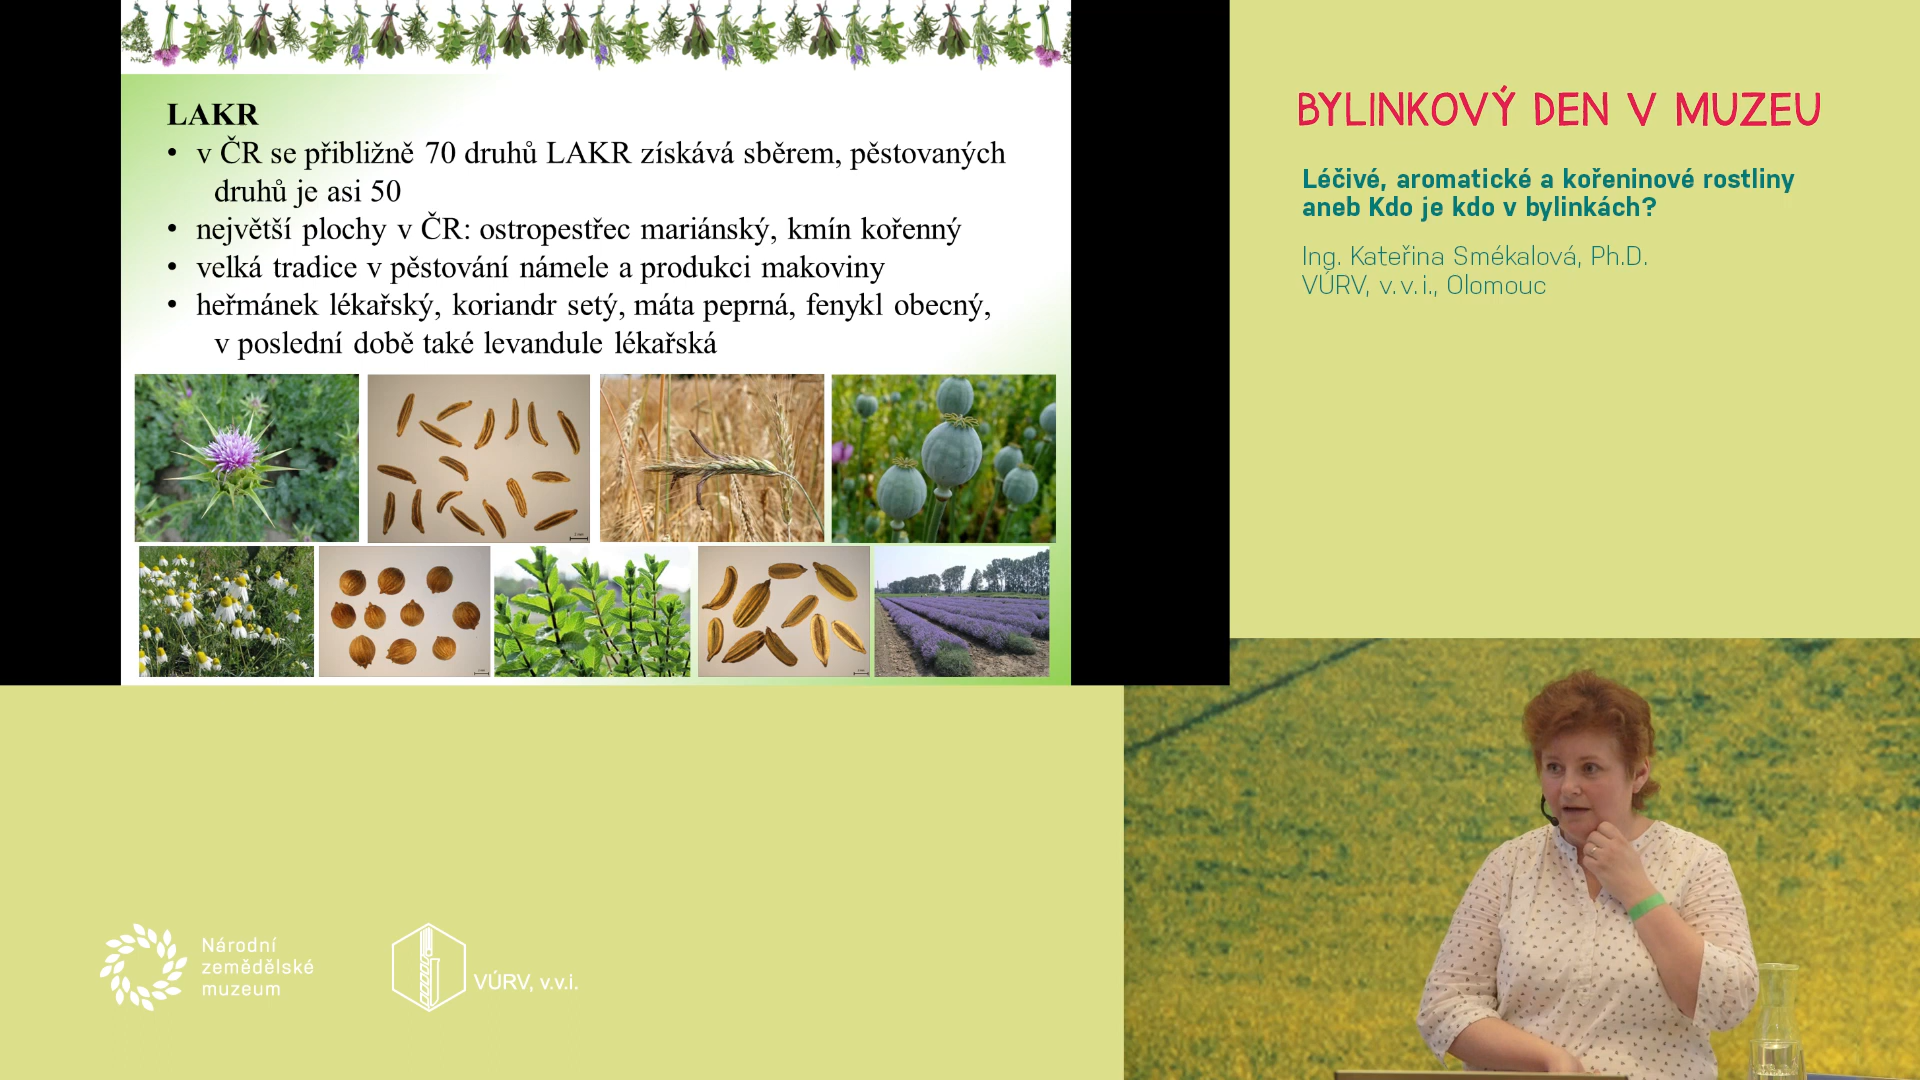 LAKR
• v ČR se přibližně 70 druhů LAKR získává sběrem, pěstovaných
druhů je asi 50
• největší plochy v ČR: ostropestřec mariánský, kmín kořenný
• velká tradice v pěstování námele a produkci makoviny
• heřmánek lékařský, koriandr setý, máta peprná, fenykl obecný,
v poslední době také levandule lékařská
BYLINKOVÝ DEN V MUZEU
Léčivé, aromatické a kořeninové rostliny
aneb Kdo je kdo v bylinkách?
Ing. Kateřina Smékalová, Ph.D.
VÚRV, v.v.i., Olomouc
Národní
zemědělské
muzeum
VÚRV, v.v.i.